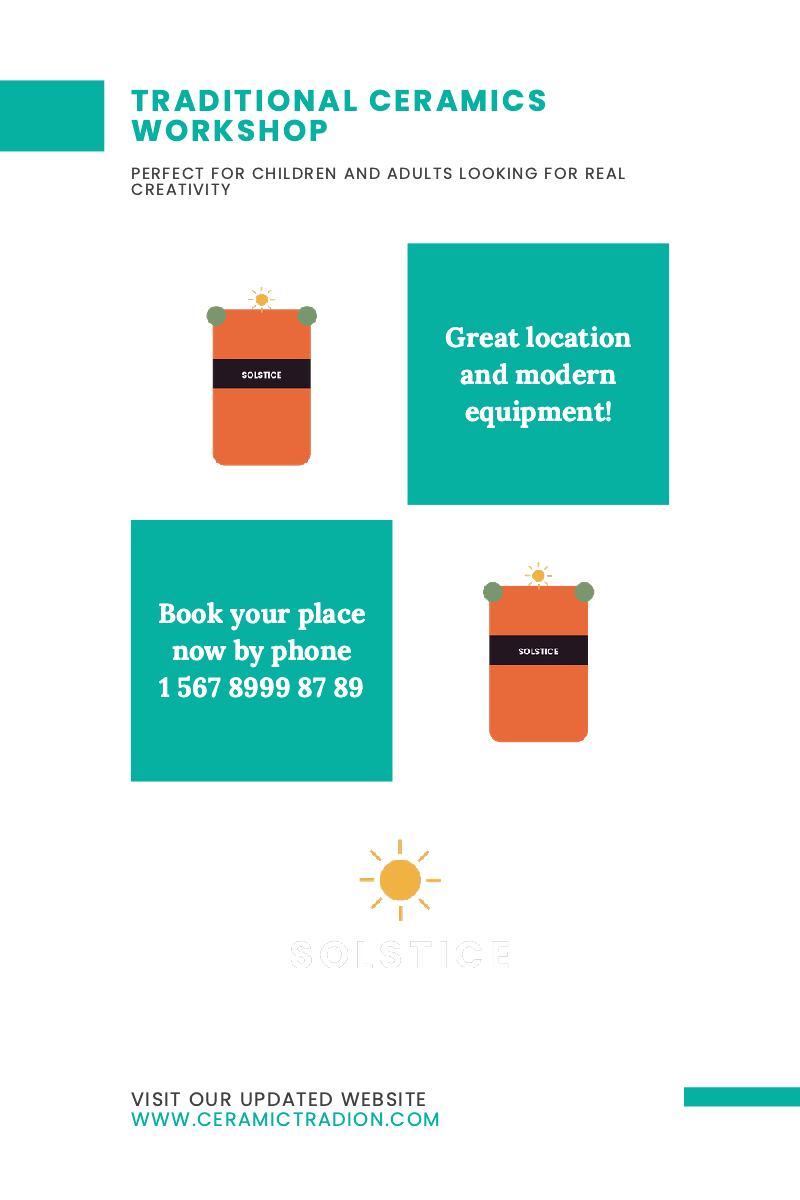 TRADITIONAL CERAMICS
WORKSHOP
PERFECT FOR CHILDREN AND ADULTS LOOKING FOR REAL
CREATIVITY
SOLSTICE
Great location
and modern
equipment!
Book your place
now by phone
1 567 8999 87 89
SOLSTICE
SOLSTICE
VISIT OUR UPDATED WEBSITE
WWW.CERAMICTRADION.COM